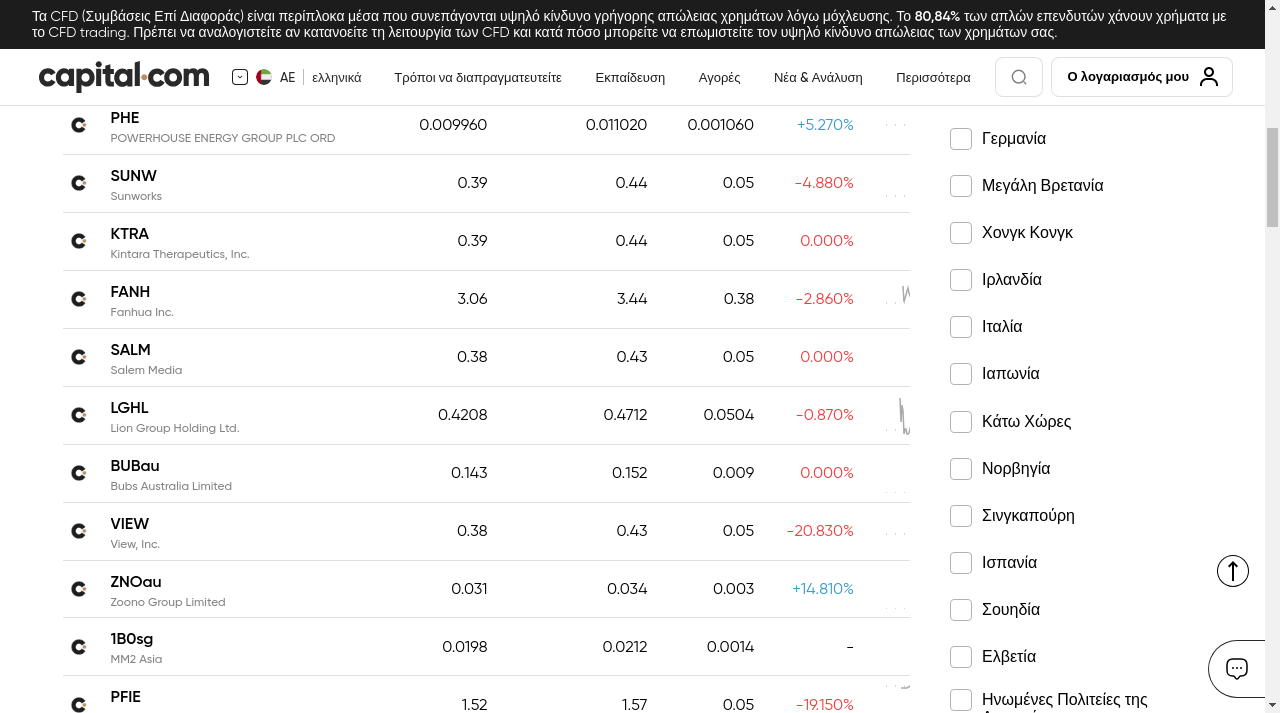 Τα CFD (Συμβάσεις Επί Διαφοράς) είναι περίπλοκα μέσα που συνεπάγονται υψηλό κίνδυνο γρήγορης απώλειας χρημάτων λόγω μόχλευσης. Το 80,84% των απλών επενδυτών χάνουν χρήματα με
το CFD trading. Πρέπει να αναλογιστείτε αν κατανοείτε τη λειτουργία των CFD και κατά πόσο μπορείτε να επωμιστείτε τον υψηλό κίνδυνο απώλειας των χρημάτων σας.
capital.com AE ελληνικά Τρόποι να διαπραγματευτείτε Εκπαίδευση Αγορές Νέα & Ανάλυση Περισσότερα Ο λογαριασμός μου
PHE 0.009960 0.011020 0.001060 +5.270%
POWERHOUSE ENERGY GROUP PLC ORD
SUNW 0.39 0.44 0.05 -4.880%
Sunworks
KTRA 0.39 0.44 0.05 0.000%
Kintara Therapeutics, Inc.
FANH 3.06 3.44 0.38 -2.860%
Fanhua Inc.
SALM 0.38 0.43 0.05 0.000%
Salem Media
LGHL 0.4208 0.4712 0.0504 -0.870%
Lion Group Holding Ltd.
BUBau 0.143 0.152 0.009 0.000%
Bubs Australia Limited
VIEW 0.38 0.43 0.05 -20.830%
View, Inc.
ZNOau 0.031 0.034 0.003 +14.810%
Zoono Group Limited
1B0sg 0.0198 0.0212 0.0014 -
MM2 Asia
PFIE 1.52 1.57 0.05 -19.150%
Γερμανία
Μεγάλη Βρετανία
Χονγκ Κονγκ
Ιρλανδία
Ιταλία
Ιαπωνία
Κάτω Χώρες
Νορβηγία
Σινγκαπούρη
Ισπανία
Σουηδία
Ελβετία
Ηνωμένες Πολιτείες της